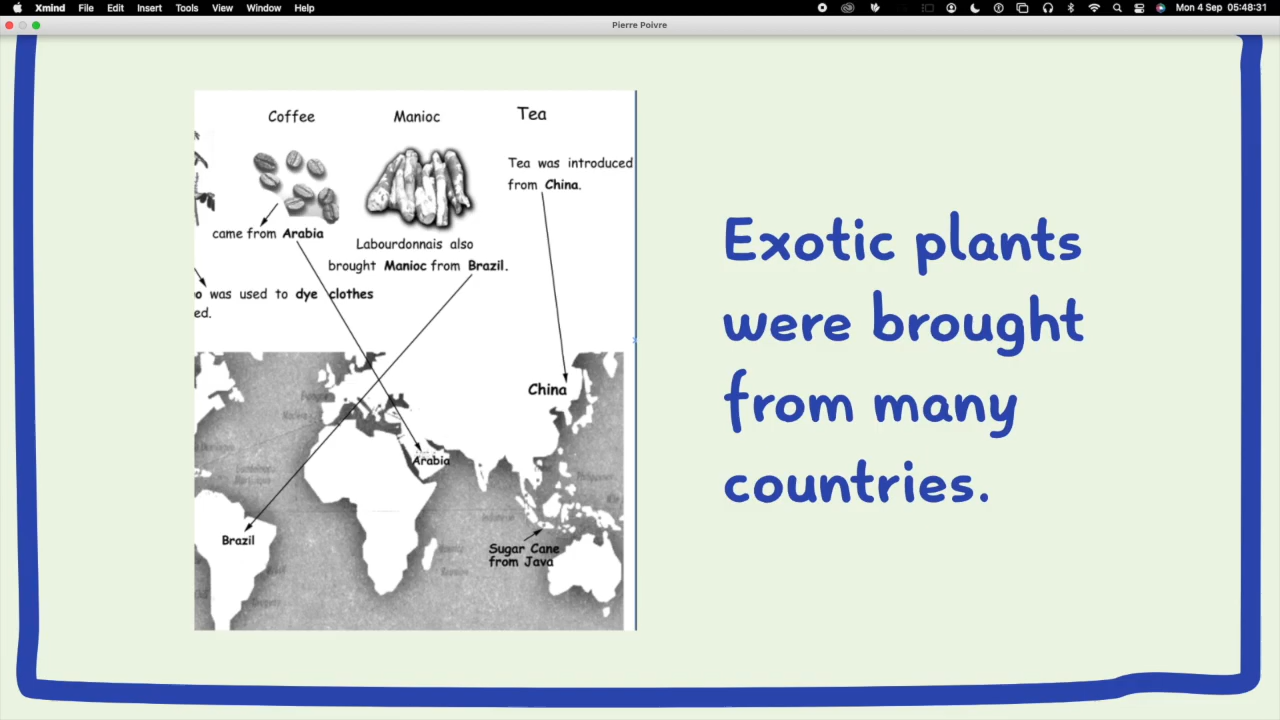 Xmind File Edit Insert Tools View Window Help Mon 4 Sep 05:48:31
Pierre Poivre
Coffee Manioc Tea
Tea was introduced
from China.
came from Arabia
Labourdonnais also
brought Manioc from Brazil.
was used to dye clothes
ed.
China
Arabia
Brazil
Sugar Cane
from Java
Exotic plants
were brought
from many
countries.